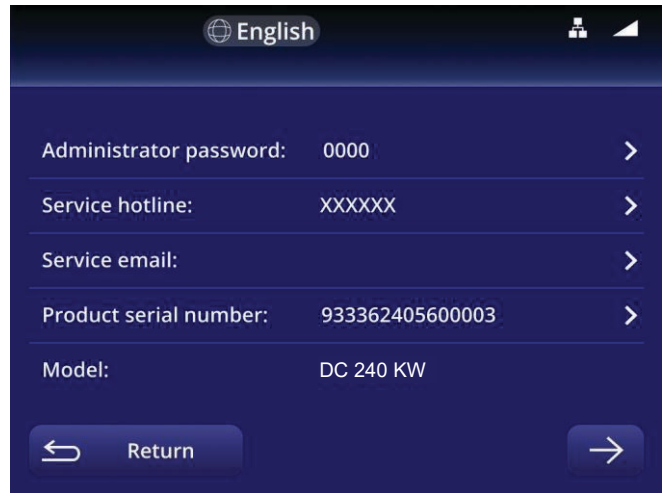 English
Administrator password: 0000
Service hotline: XXXXXX
Service email:
Product serial number: 933362405600003
Model: DC 240 KW
Return